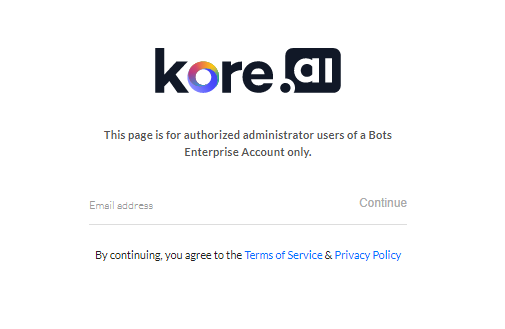 kore.ai
This page is for authorized administrator users of a Bots
Enterprise Account only.
Email address
Continue
By continuing, you agree to the Terms of Service & Privacy Policy